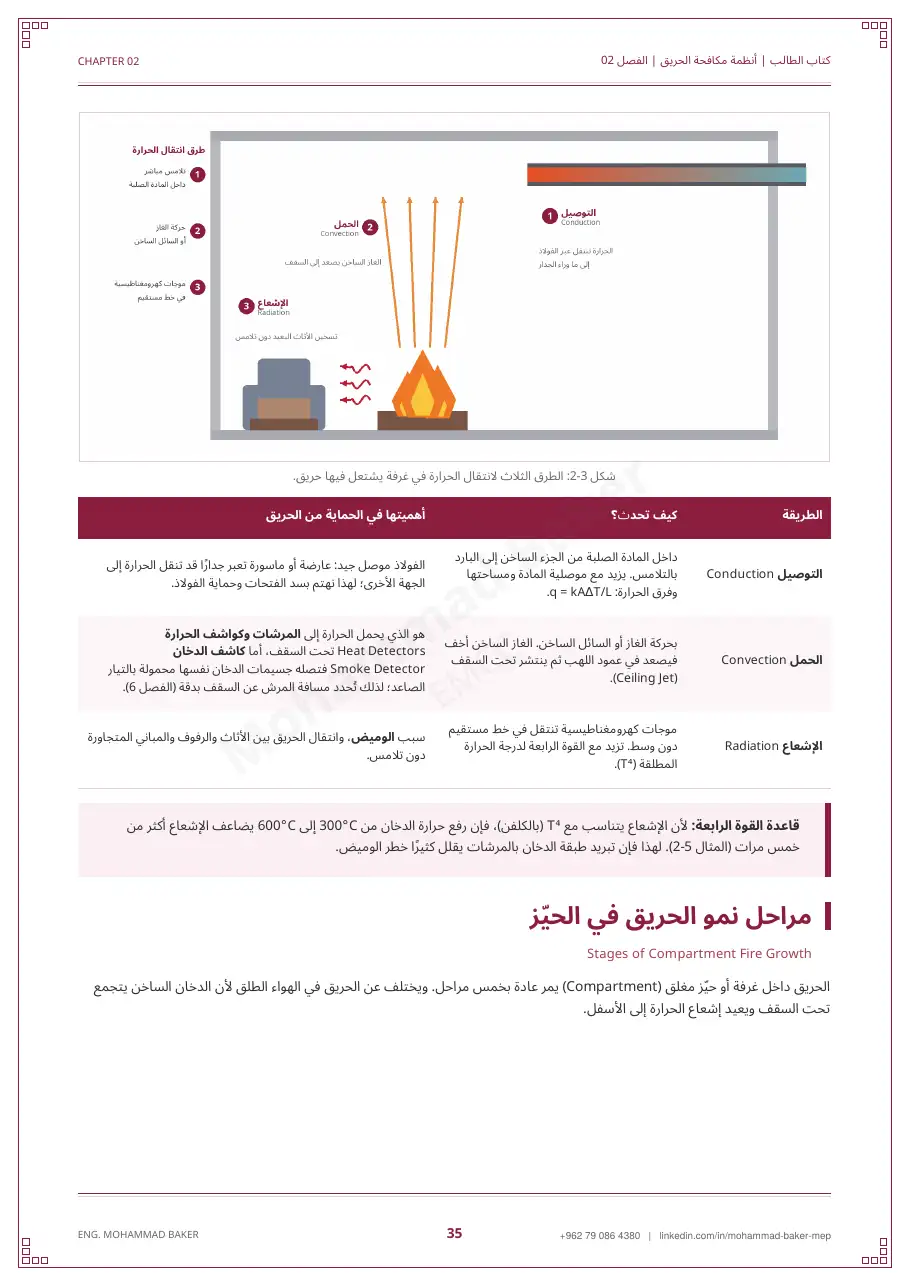 كتاب الطالب | أنظمة مكافحة الحريق | الفصل 02
CHAPTER 02
طرق انتقال الحرارة
1
تلامس مباشر
داخل المادة الصلبة
2
حركة الغاز
أو السائل الساخن
3
موجات كهرومغناطيسية
في خط مستقيم
1 التوصيل
Conduction
الحرارة تنتقل عبر الفولاذ
إلى ما وراء الجدار
2 الحمل
Convection
الغاز الساخن يصعد إلى السقف
3 الإشعاع
Radiation
تسخين الأثاث البعيد دون تلامس
شكل 3-2: الطرق الثلاث لانتقال الحرارة في غرفة يشتعل فيها حريق.
الطريقة
كيف تحدث؟
أهميتها في الحماية من الحريق
التوصيل Conduction
داخل المادة الصلبة من الجزء الساخن إلى البارد
بالتلامس. يزيد مع موصلية المادة ومساحتها
وفرق الحرارة: q = kAΔT/L.
الفولاذ موصل جيد: عارضة أو ماسورة تعبر جدارًا قد تنقل الحرارة إلى
الجهة الأخرى؛ لهذا نهتم بسد الفتحات وحماية الفولاذ.
الحمل Convection
بحركة الغاز أو السائل الساخن. الغاز الساخن أخف
فيصعد في عمود اللهب ثم ينتشر تحت السقف
(Ceiling Jet).
هو الذي يحمل الحرارة إلى المرشات وكواشف الحرارة
Heat Detectors تحت السقف، أما كاشف الدخان
Smoke Detector فتصله جسيمات الدخان نفسها محمولة بالتيار
الصاعد؛ لذلك تُحدد مسافة المرش عن السقف بدقة (الفصل 6).
الإشعاع Radiation
موجات كهرومغناطيسية تنتقل في خط مستقيم
دون وسط. تزيد مع القوة الرابعة لدرجة الحرارة
المطلقة (T⁴).
سبب الوميض، وانتقال الحريق بين الأثاث والرفوف والمباني المتجاورة
دون تلامس.
قاعدة القوة الرابعة: لأن الإشعاع يتناسب مع T⁴ (بالكلفن)، فإن رفع حرارة الدخان من 300°C إلى 600°C يضاعف الإشعاع أكثر من
خمس مرات (المثال 5-2). لهذا فإن تبريد طبقة الدخان بالمرشات يقلل كثيرًا خطر الوميض.
مراحل نمو الحريق في الحيّز
Stages of Compartment Fire Growth
الحريق داخل غرفة أو حيّز مغلق (Compartment) يمر عادة بخمس مراحل. ويختلف عن الحريق في الهواء الطلق لأن الدخان الساخن يتجمع
تحت السقف ويعيد إشعاع الحرارة إلى الأسفل.
ENG. MOHAMMAD BAKER
35
+962 79 086 4380 | linkedin.com/in/mohammad-baker-mep